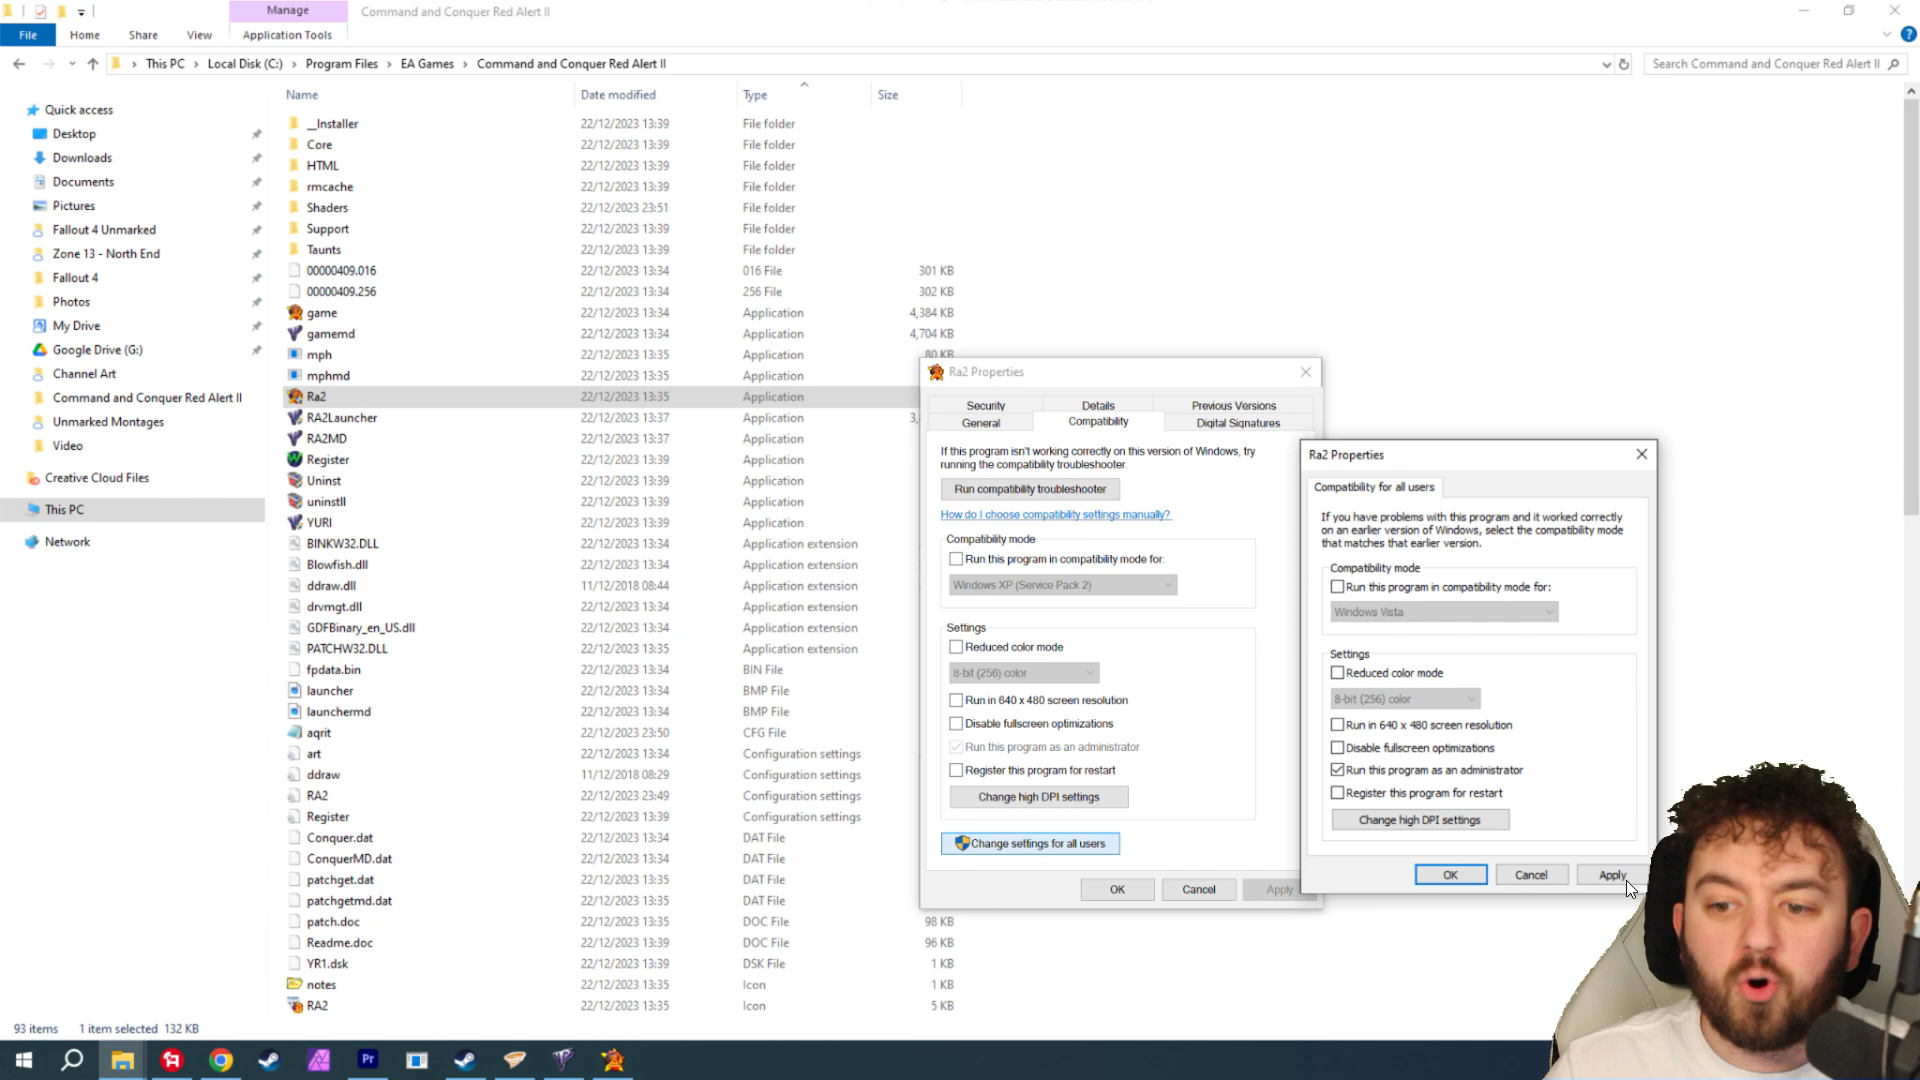 Manage
Command and Conquer Red Alert II
File
Home
Share
View
Application Tools
This PC
Local Disk (C:)
Program Files
EA Games
Command and Conquer Red Alert II
Search Command and Conquer Red Alert II
Name
Date modified
Type
Size
Quick access
Desktop
Downloads
Documents
Pictures
Fallout 4 Unmarked
Zone 13 - North End
Fallout 4
Photos
My Drive
Google Drive (G:)
Channel Art
Command and Conquer Red Alert II
Unmarked Montages
Video
Creative Cloud Files
This PC
Network
__Installer 22/12/2023 13:39 File folder
Core 22/12/2023 13:39 File folder
HTML 22/12/2023 13:39 File folder
rmcache 22/12/2023 13:39 File folder
Shaders 22/12/2023 23:51 File folder
Support 22/12/2023 13:39 File folder
Taunts 22/12/2023 13:39 File folder
00000409.016 22/12/2023 13:34 016 File 301 KB
00000409.256 22/12/2023 13:34 256 File 302 KB
game 22/12/2023 13:34 Application 4,384 KB
gamemd 22/12/2023 13:34 Application 4,704 KB
mph 22/12/2023 13:35 Application 80 KB
mphmd 22/12/2023 13:35 Application
Ra2 22/12/2023 13:35 Application
RA2Launcher 22/12/2023 13:37 Application 3,
RA2MD 22/12/2023 13:37 Application
Register 22/12/2023 13:39 Application
Uninst 22/12/2023 13:34 Application
uninstll 22/12/2023 13:39 Application
YURI 22/12/2023 13:39 Application
BINKW32.DLL 22/12/2023 13:34 Application extension
Blowfish.dll 22/12/2023 13:34 Application extension
ddraw.dll 11/12/2018 08:44 Application extension
drvmgt.dll 22/12/2023 13:34 Application extension
GDFBinary_en_US.dll 22/12/2023 13:34 Application extension
PATCHW32.DLL 22/12/2023 13:35 Application extension
fpdata.bin 22/12/2023 13:34 BIN File
launcher 22/12/2023 13:34 BMP File
launchermd 22/12/2023 13:34 BMP File
aqrit 22/12/2023 23:50 CFG File
art 22/12/2023 13:34 Configuration settings
ddraw 11/12/2018 08:29 Configuration settings
RA2 22/12/2023 23:49 Configuration settings
Register 22/12/2023 13:39 Configuration settings
Conquer.dat 22/12/2023 13:34 DAT File
ConquerMD.dat 22/12/2023 13:34 DAT File
patchget.dat 22/12/2023 13:35 DAT File
patchgetmd.dat 22/12/2023 13:35 DAT File
patch.doc 22/12/2023 13:35 DOC File 98 KB
Readme.doc 22/12/2023 13:39 DOC File 96 KB
YR1.dsk 22/12/2023 13:39 DSK File 1 KB
notes 22/12/2023 13:35 Icon 1 KB
RA2 22/12/2023 13:35 Icon 5 KB
93 items
1 item selected 132 KB
Ra2 Properties
Security
Details
Previous Versions
General
Compatibility
Digital Signatures
If this program isn't working correctly on this version of Windows, try
running the compatibility troubleshooter.
Run compatibility troubleshooter
How do I choose compatibility settings manually?
Compatibility mode
Run this program in compatibility mode for:
Windows XP (Service Pack 2)
Settings
Reduced color mode
8-bit (256) color
Run in 640 x 480 screen resolution
Disable fullscreen optimizations
Run this program as an administrator
Register this program for restart
Change high DPI settings
Change settings for all users
OK
Cancel
Apply
Ra2 Properties
Compatibility for all users
If you have problems with this program and it worked correctly
on an earlier version of Windows, select the compatibility mode
that matches that earlier version.
Compatibility mode
Run this program in compatibility mode for:
Windows Vista
Settings
Reduced color mode
8-bit (256) color
Run in 640 x 480 screen resolution
Disable fullscreen optimizations
Run this program as an administrator
Register this program for restart
Change high DPI settings
OK
Cancel
Apply
Pr